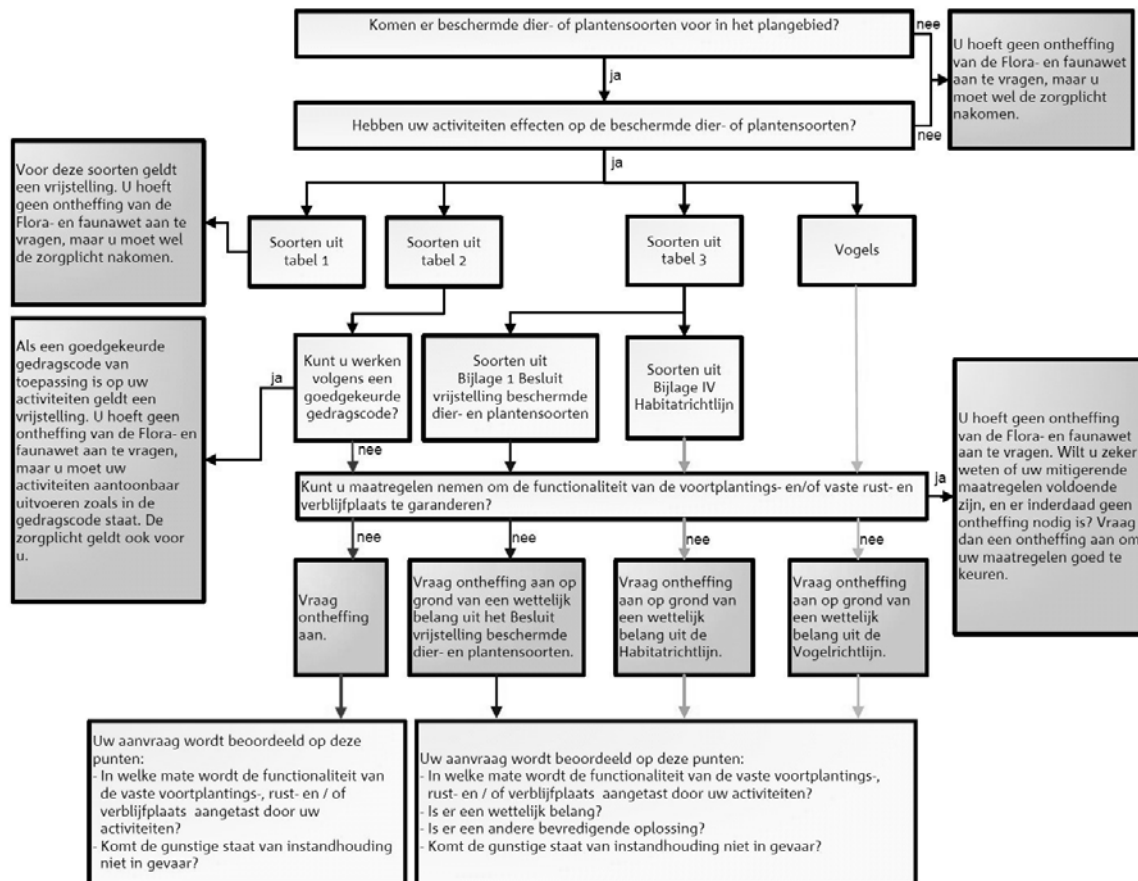 Komen er beschermde dier- of plantensoorten voor in het plangebied?
nee
U hoeft geen ontheffing
van de Flora- en faunawet
aan te vragen, maar u
moet wel de zorgplicht
nakomen.
ja
Hebben uw activiteiten effecten op de beschermde dier- of plantensoorten?
nee
ja
Voor deze soorten geldt
een vrijstelling. U hoeft
geen ontheffing van de
Flora- en faunawet aan te
vragen, maar u moet wel
de zorgplicht nakomen.
Soorten uit
tabel 1
Soorten uit
tabel 2
Soorten uit
tabel 3
Vogels
Als een goedgekeurde
gedragscode van
toepassing is op uw
activiteiten geldt een
vrijstelling. U hoeft geen
ontheffing van de Flora- en
faunawet aan te vragen,
maar u moet uw
activiteiten aantoonbaar
uitvoeren zoals in de
gedragscode staat. De
zorgplicht geldt ook voor
u.
ja
Kunt u werken
volgens een
goedgekeurde
gedragscode?
nee
Soorten uit
Bijlage 1 Besluit
vrijstelling beschermde
dier- en plantensoorten
Soorten uit
Bijlage IV
Habitatrichtlijn
Kunt u maatregelen nemen om de functionaliteit van de voortplantings- en/of vaste rust- en
verblijfplaats te garanderen?
ja
U hoeft geen ontheffing
van de Flora- en faunawet
aan te vragen. Wilt u zeker
weten of uw mitigerende
maatregelen voldoende
zijn, en er inderdaad geen
ontheffing nodig is? Vraag
dan een ontheffing aan om
uw maatregelen goed te
keuren.
nee
nee
nee
nee
Vraag
ontheffing
aan.
Vraag ontheffing aan op
grond van een wettelijk
belang uit het Besluit
vrijstelling beschermde
dier- en plantensoorten.
Vraag ontheffing
aan op grond van
een wettelijk
belang uit de
Habitatrichtlijn.
Vraag ontheffing
aan op grond van
een wettelijk
belang uit de
Vogelrichtlijn.
Uw aanvraag wordt beoordeeld op deze
punten:
- In welke mate wordt de functionaliteit van
de vaste voortplantings-, rust- en / of
verblijfplaats aangetast door uw
activiteiten?
- Komt de gunstige staat van instandhouding
niet in gevaar?
Uw aanvraag wordt beoordeeld op deze punten:
- In welke mate wordt de functionaliteit van de vaste voortplantings-,
rust- en / of verblijfplaats aangetast door uw activiteiten?
- Is er een wettelijk belang?
- Is er een andere bevredigende oplossing?
- Komt de gunstige staat van instandhouding niet in gevaar?